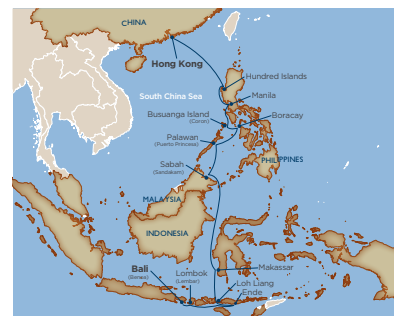 CHINA
Hong Kong
Hundred Islands
South China Sea
Manila
Busuanga Island
(Coron)
Boracay
Palawan
(Puerto Princesa)
PHILIPPINES
Sabah
(Sandakam)
MALAYSIA
INDONESIA
Makassar
Bali
(Benoa)
Lombok
(Lembar)
Loh Liang
Ende